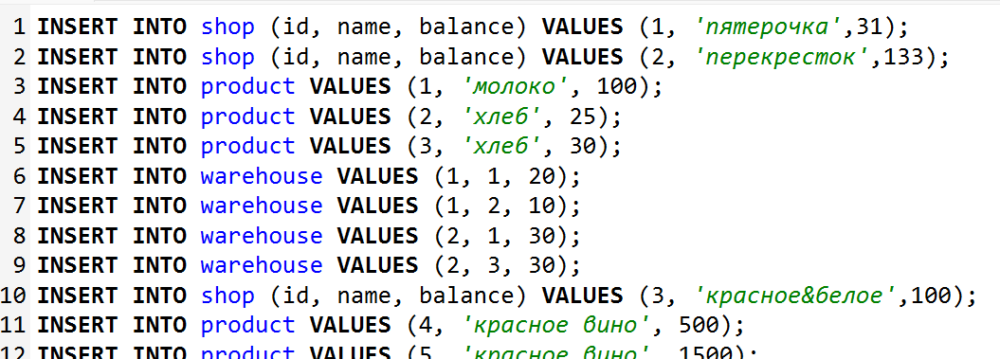 1 INSERT INTO shop (id, name, balance) VALUES (1, 'пятерочка',31);
2 INSERT INTO shop (id, name, balance) VALUES (2, 'перекресток',133);
3 INSERT INTO product VALUES (1, 'молоко', 100);
4 INSERT INTO product VALUES (2, 'хлеб', 25);
5 INSERT INTO product VALUES (3, 'хлеб', 30);
6 INSERT INTO warehouse VALUES (1, 1, 20);
7 INSERT INTO warehouse VALUES (1, 2, 10);
8 INSERT INTO warehouse VALUES (2, 1, 30);
9 INSERT INTO warehouse VALUES (2, 3, 30);
10 INSERT INTO shop (id, name, balance) VALUES (3, 'красное&белое',100);
11 INSERT INTO product VALUES (4, 'красное вино', 500);
12 INSERT INTO product VALUES (5, 'красное вино', 1500);